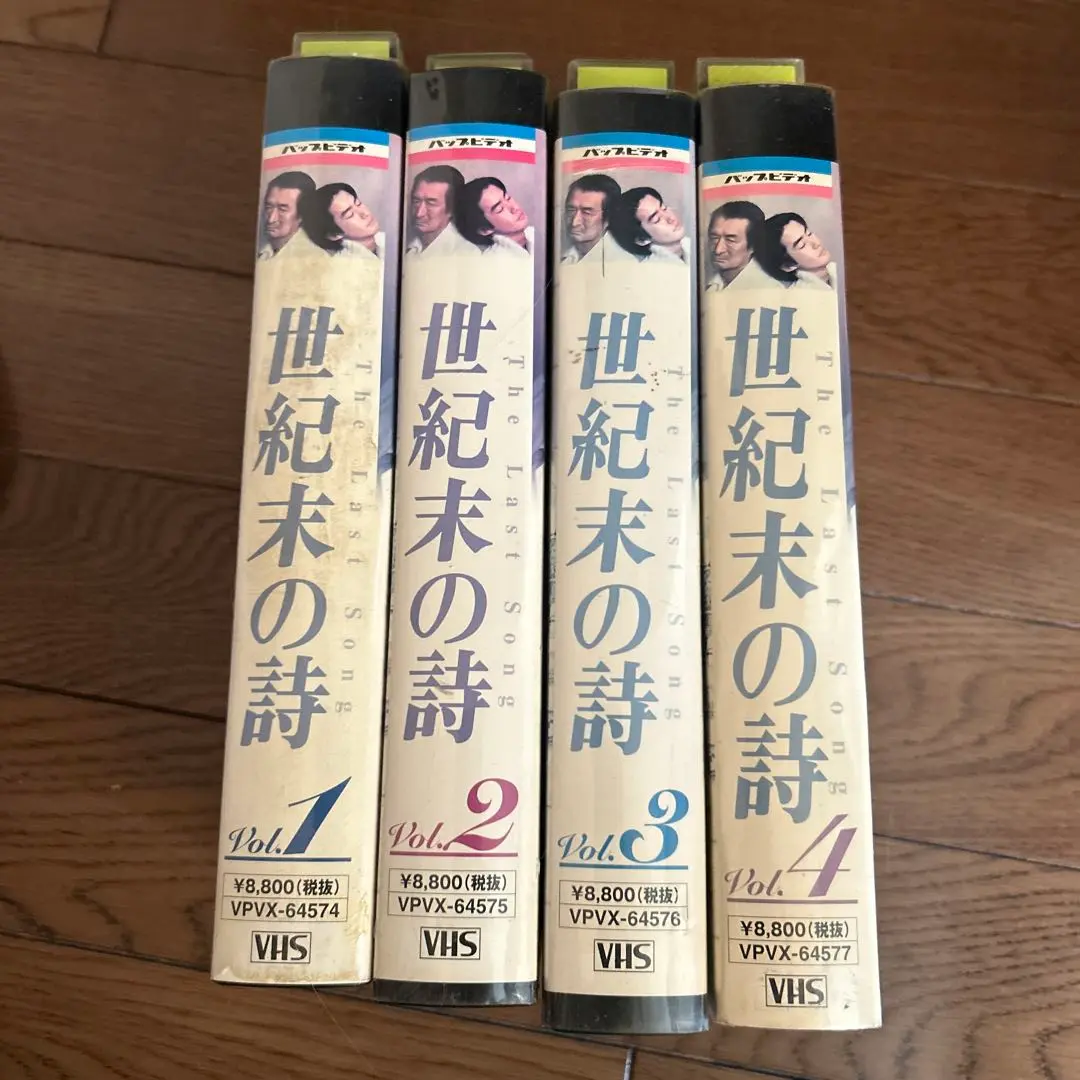 バップビデオ
世紀末の詩
The Last Song
Vol.1
¥8,800(税抜)
VPVX-64574
VHS
バップビデオ
世紀末の詩
The Last Song
Vol.2
¥8,800(税抜)
VPVX-64575
VHS
バップビデオ
世紀末の詩
The Last Song
Vol.3
¥8,800(税抜)
VPVX-64576
VHS
バップビデオ
世紀末の詩
The Last Song
Vol.4
¥8,800(税抜)
VPVX-64577
VHS